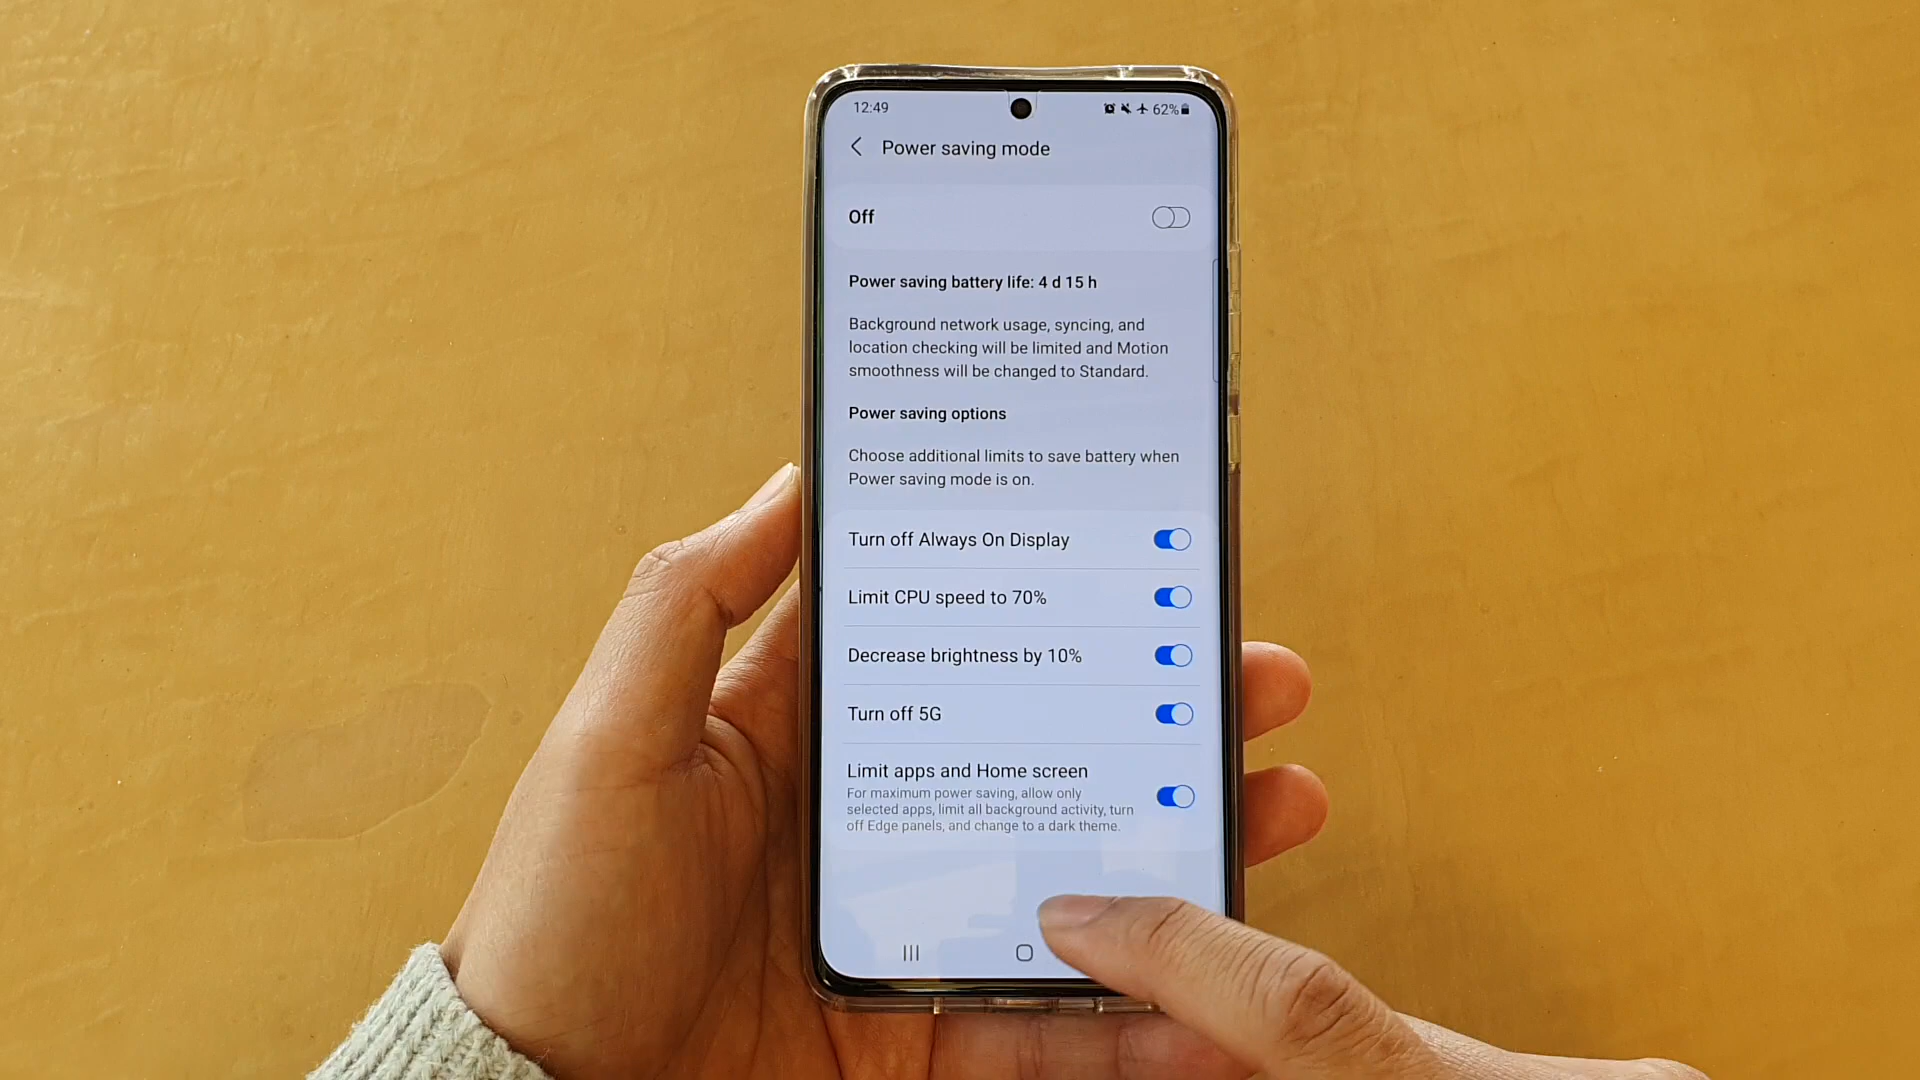 12:49
62%
Power saving mode
Off
Power saving battery life: 4 d 15 h
Background network usage, syncing, and
location checking will be limited and Motion
smoothness will be changed to Standard.
Power saving options
Choose additional limits to save battery when
Power saving mode is on.
Turn off Always On Display
Limit CPU speed to 70%
Decrease brightness by 10%
Turn off 5G
Limit apps and Home screen
For maximum power saving, allow only
selected apps, limit all background activity, turn
off Edge panels, and change to a dark theme.